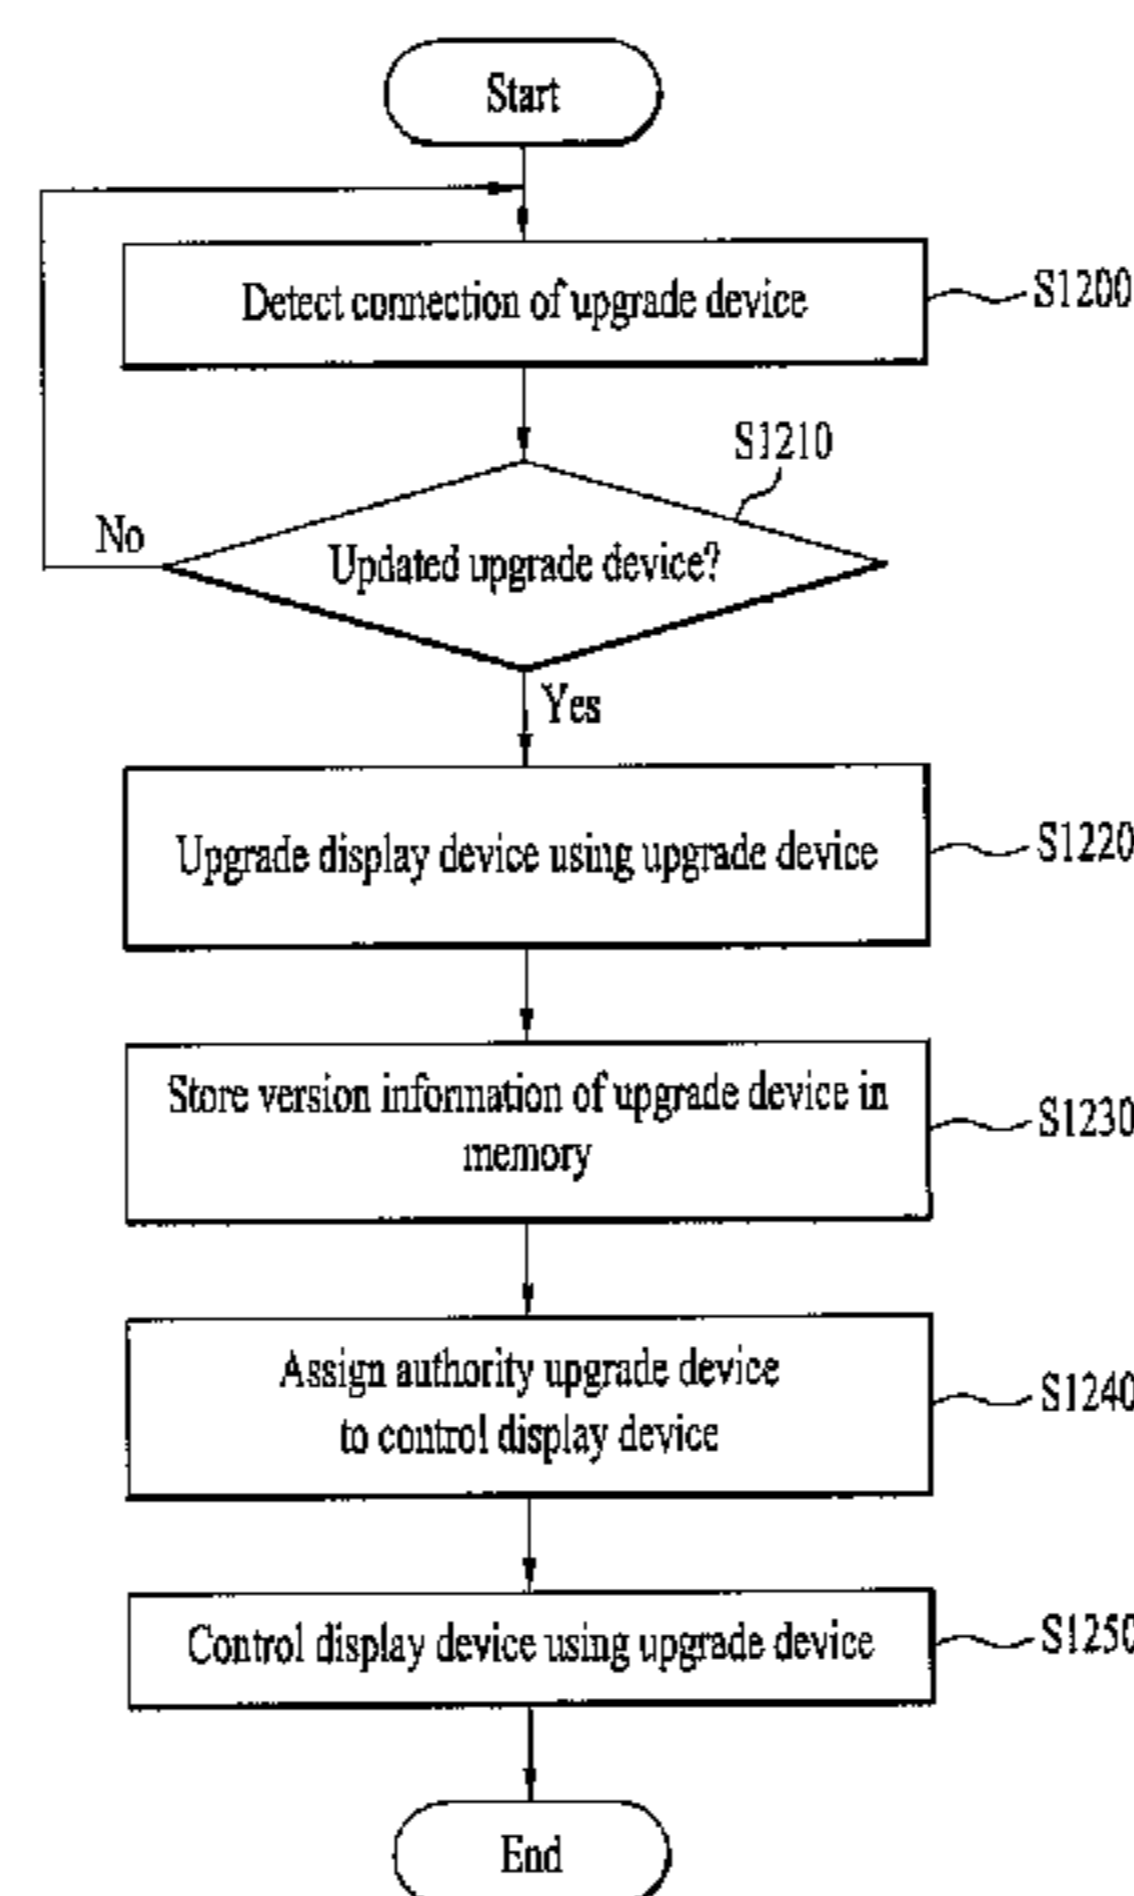 Start
Detect connection of upgrade device
S1200
S1210
No
Updated upgrade device?
Yes
Upgrade display device using upgrade device
S1220
Store version information of upgrade device in
memory
S1230
Assign authority upgrade device
to control display device
S1240
Control display device using upgrade device
S1250
End